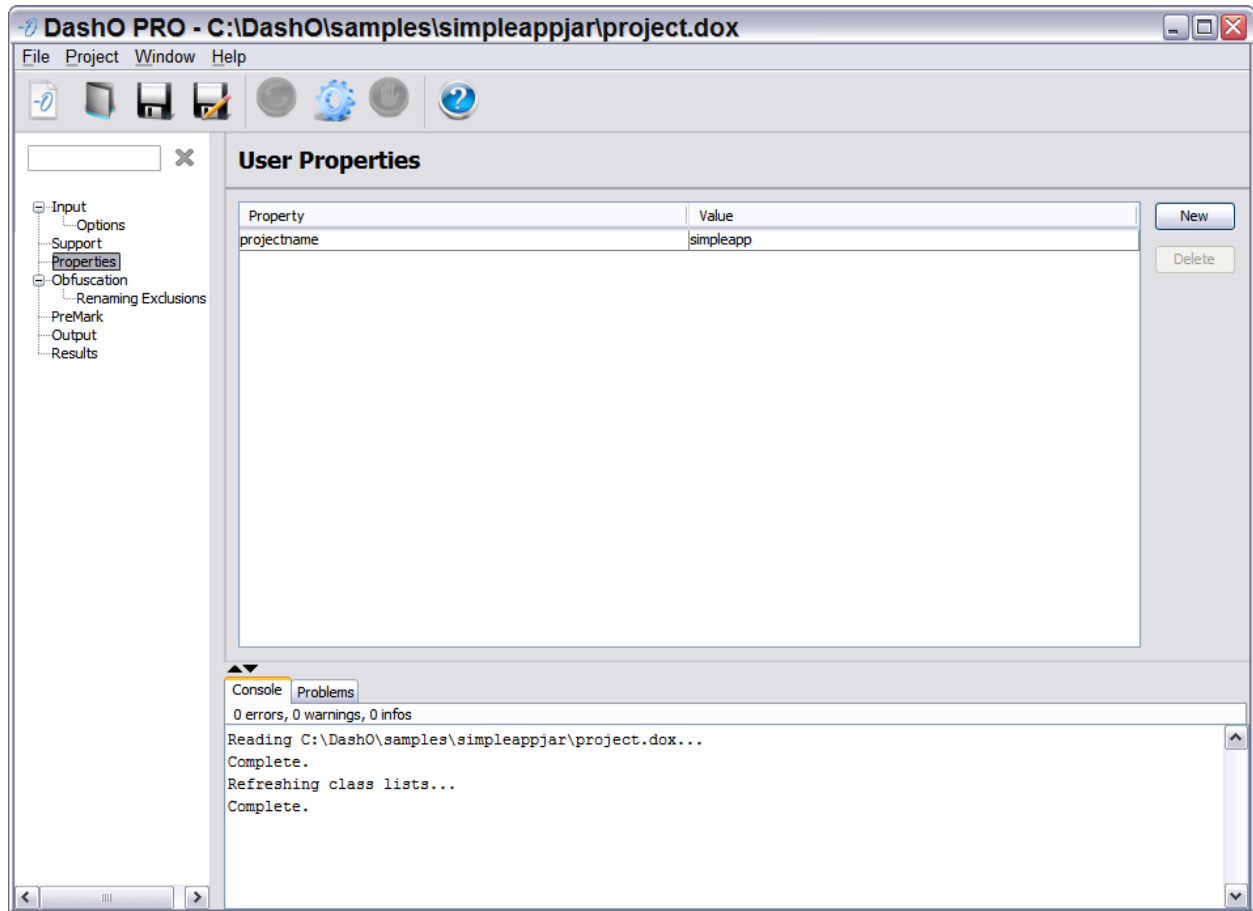 DashO PRO - C:\DashO\samples\simpleappjar\project.dox
File Project Window Help
User Properties
Input
Options
Support
Properties
Obfuscation
Renaming Exclusions
PreMark
Output
Results
Property Value
projectname simpleapp
New
Delete
Console Problems
0 errors, 0 warnings, 0 infos
Reading C:\DashO\samples\simpleappjar\project.dox...
Complete.
Refreshing class lists...
Complete.